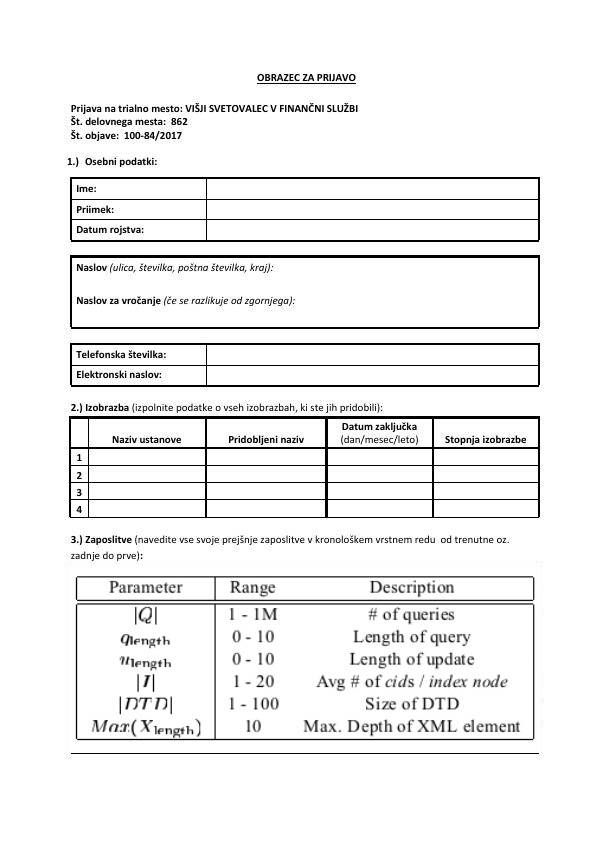 OBRAZEC ZA PRIJAVO
Prijava na trialno mesto: VIŠJI SVETOVALEC V FINANČNI SLUŽBI
Št. delovnega mesta: 862
Št. objave: 100-84/2017
1.) Osebni podatki:
Ime:
Priimek:
Datum rojstva:
Naslov (ulica, številka, poštna številka, kraj):
Naslov za vročanje (če se razlikuje od zgornjega):
Telefonska številka:
Elektronski naslov:
2.) Izobrazba (izpolnite podatke o vseh izobrazbah, ki ste jih pridobili):
Naziv ustanove Pridobljeni naziv Datum zaključka (dan/mesec/leto) Stopnja izobrazbe
1
2
3
4
3.) Zaposlitve (navedite vse svoje prejšnje zaposlitve v kronološkem vrstnem redu od trenutne oz.
zadnje do prve):
Parameter Range Description
|Q| 1 - 1M # of queries
qlength 0 - 10 Length of query
ulength 0 - 10 Length of update
|I| 1 - 20 Avg # of cids / index node
|DTD| 1 - 100 Size of DTD
Max(Xlength) 10 Max. Depth of XML element